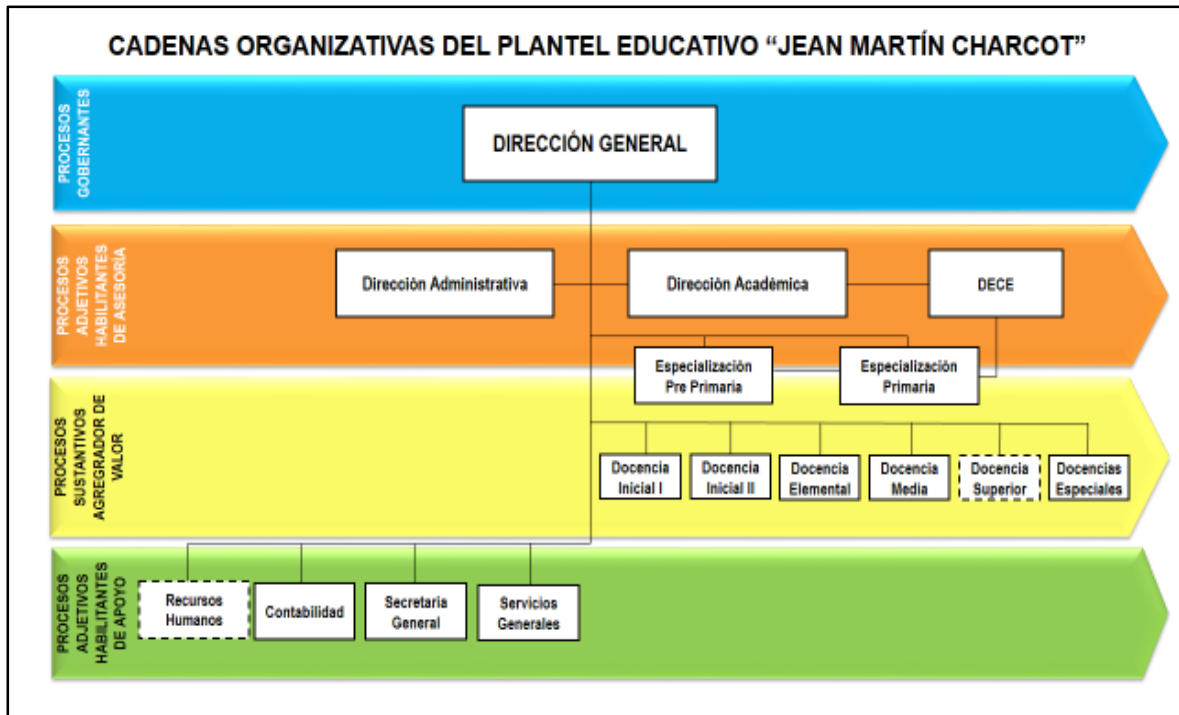 CADENAS ORGANIZATIVAS DEL PLANTEL EDUCATIVO “JEAN MARTÍN CHARCOT”
PROCESOS
GOBERNANTES
DIRECCIÓN GENERAL
PROCESOS
ADJETIVOS
HABILITANTES
DE ASESORÍA
Dirección Administrativa
Dirección Académica
DECE
Especialización
Pre Primaria
Especialización
Primaria
PROCESOS
SUSTANTIVOS
AGREGRADOR DE
VALOR
Docencia
Inicial I
Docencia
Inicial II
Docencia
Elemental
Docencia
Media
Docencia
Superior
Docencias
Especiales
PROCESOS
ADJETIVOS
HABILITANTES
DE APOYO
Recursos
Humanos
Contabilidad
Secretaria
General
Servicios
Generales